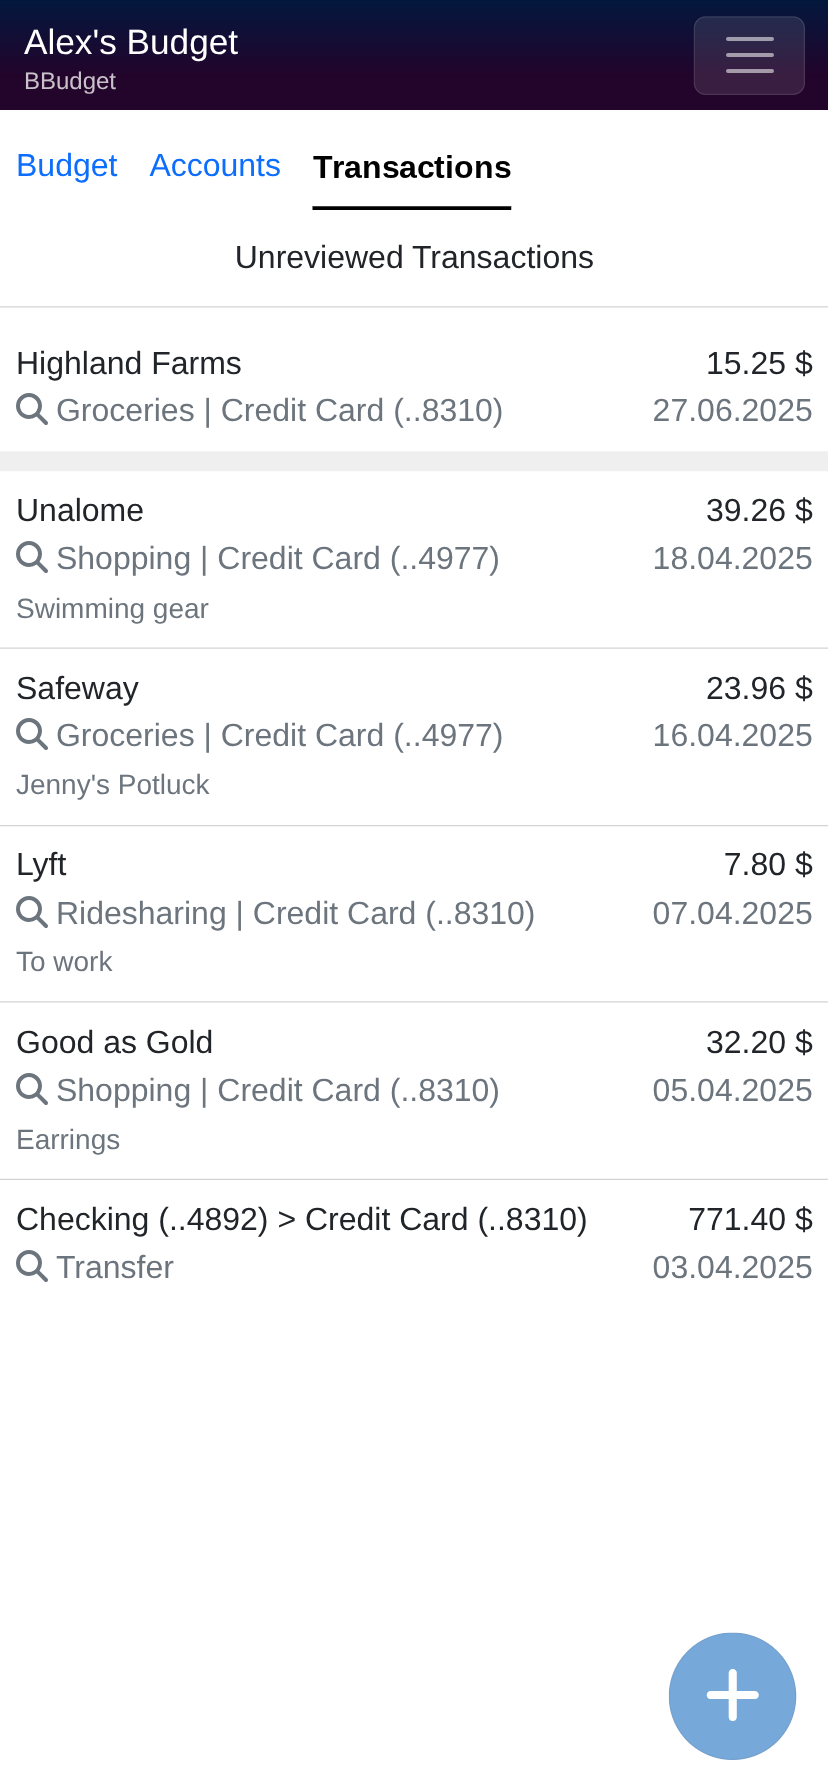 Alex's Budget
BBudget
Budget Accounts Transactions
Unreviewed Transactions
Highland Farms 15.25 $
Groceries | Credit Card (..8310) 27.06.2025
Unalome 39.26 $
Shopping | Credit Card (..4977) 18.04.2025
Swimming gear
Safeway 23.96 $
Groceries | Credit Card (..4977) 16.04.2025
Jenny's Potluck
Lyft 7.80 $
Ridesharing | Credit Card (..8310) 07.04.2025
To work
Good as Gold 32.20 $
Shopping | Credit Card (..8310) 05.04.2025
Earrings
Checking (..4892) > Credit Card (..8310) 771.40 $
Transfer 03.04.2025